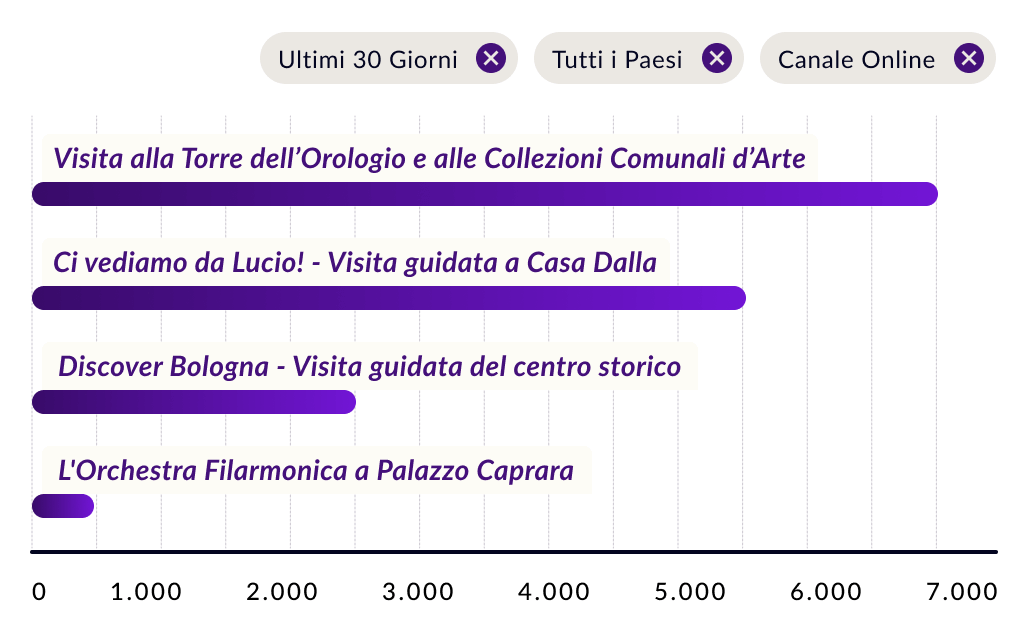 Ultimi 30 Giorni
Tutti i Paesi
Canale Online
Visita alla Torre dell’Orologio e alle Collezioni Comunali d’Arte
Ci vediamo da Lucio! - Visita guidata a Casa Dalla
Discover Bologna - Visita guidata del centro storico
L'Orchestra Filarmonica a Palazzo Caprara
0 1.000 2.000 3.000 4.000 5.000 6.000 7.000